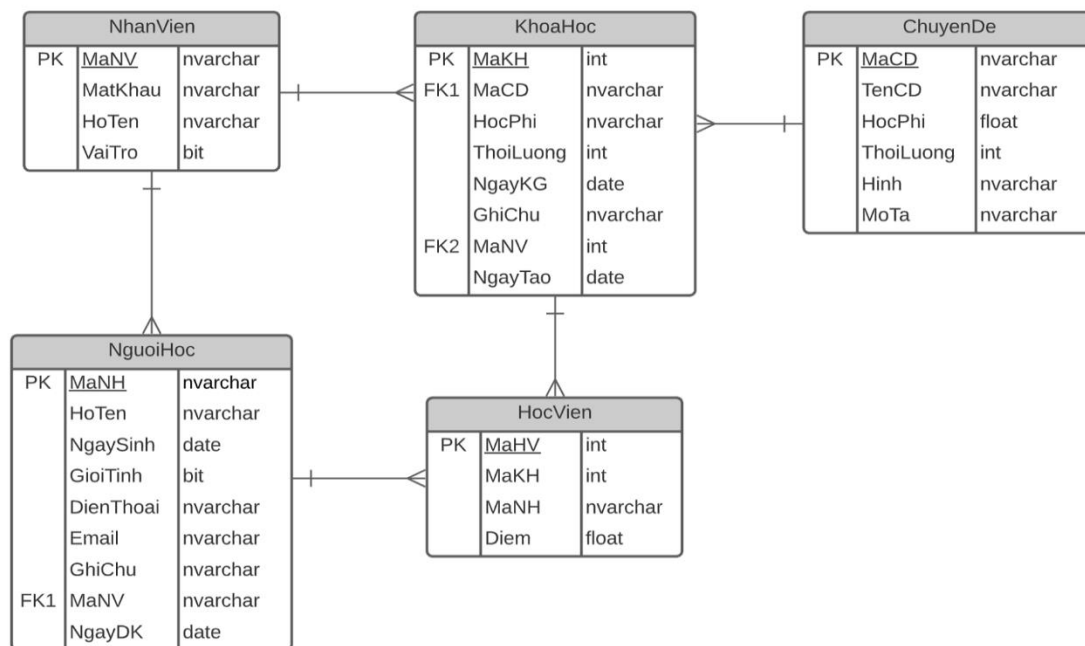 NhanVien
PK MaNV nvarchar
MatKhau nvarchar
HoTen nvarchar
VaiTro bit
KhoaHoc
PK MaKH int
FK1 MaCD nvarchar
HocPhi nvarchar
ThoiLuong int
NgayKG date
GhiChu nvarchar
FK2 MaNV int
NgayTao date
ChuyenDe
PK MaCD nvarchar
TenCD nvarchar
HocPhi float
ThoiLuong int
Hinh nvarchar
MoTa nvarchar
NguoiHoc
PK MaNH nvarchar
HoTen nvarchar
NgaySinh date
GioiTinh bit
DienThoai nvarchar
Email nvarchar
GhiChu nvarchar
FK1 MaNV nvarchar
NgayDK date
HocVien
PK MaHV int
MaKH int
MaNH nvarchar
Diem float